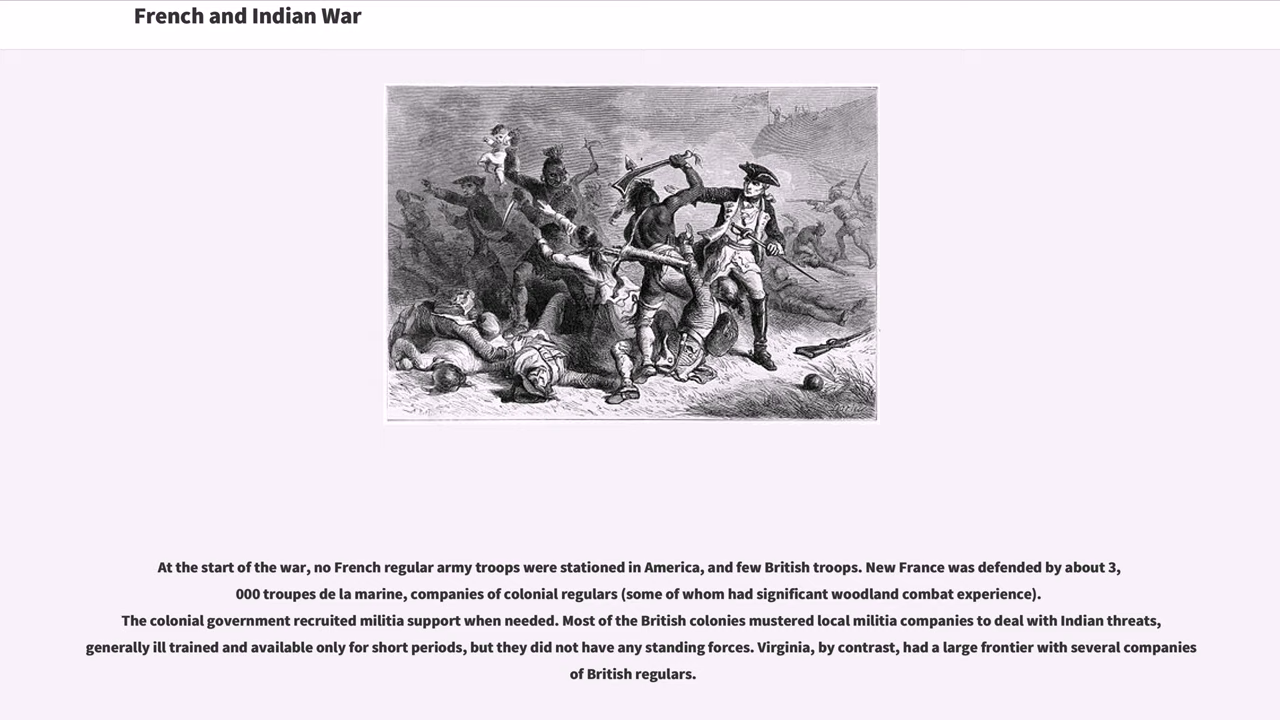 French and Indian War
At the start of the war, no French regular army troops were stationed in America, and few British troops. New France was defended by about 3,
000 troupes de la marine, companies of colonial regulars (some of whom had significant woodland combat experience).
The colonial government recruited militia support when needed. Most of the British colonies mustered local militia companies to deal with Indian threats,
generally ill trained and available only for short periods, but they did not have any standing forces. Virginia, by contrast, had a large frontier with several companies
of British regulars.